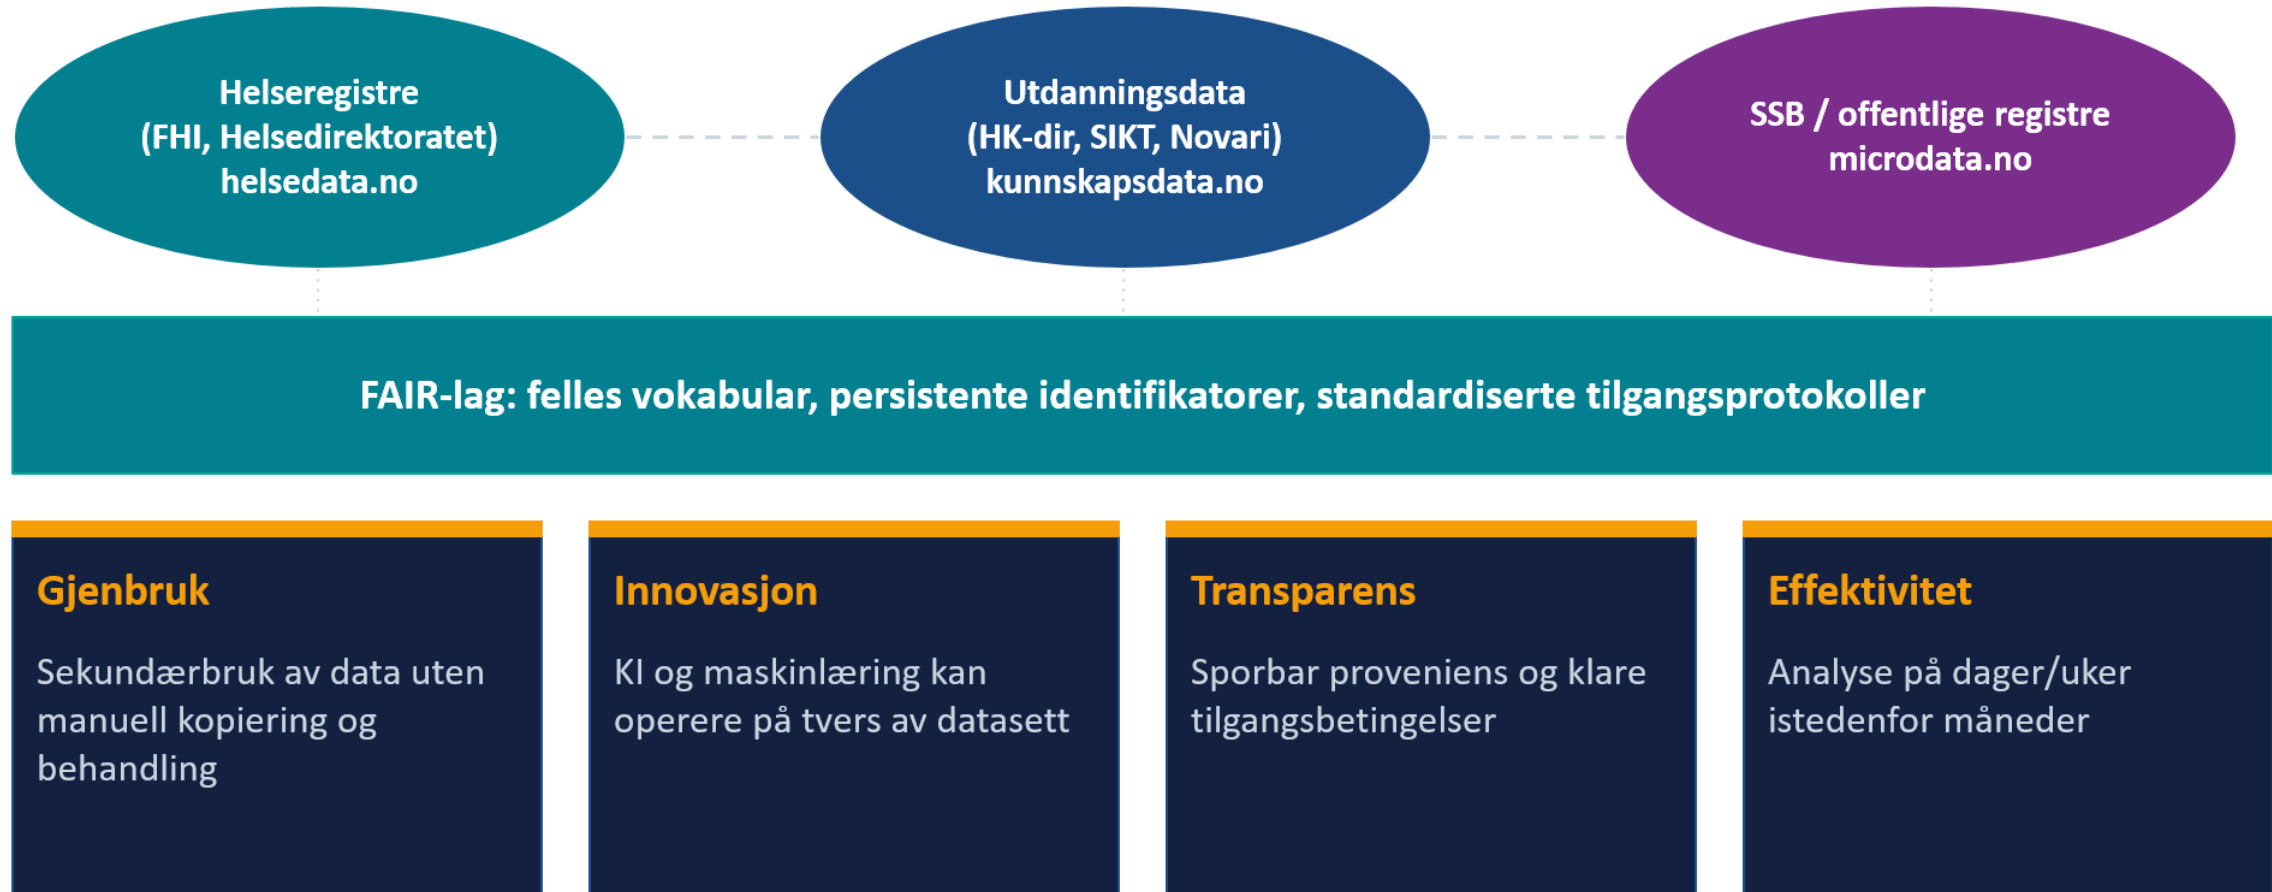 Helseregistre
(FHI, Helsedirektoratet)
helsedata.no
Utdanningsdata
(HK-dir, SIKT, Novari)
kunnskapsdata.no
SSB / offentlige registre
microdata.no
FAIR-lag: felles vokabular, persistente identifikatorer, standardiserte tilgangsprotokoller
Gjenbruk
Sekundærbruk av data uten
manuell kopiering og
behandling
Innovasjon
KI og maskinlæring kan
operere på tvers av datasett
Transparens
Sporbar proveniens og klare
tilgangsbetingelser
Effektivitet
Analyse på dager/uker
istedenfor måneder